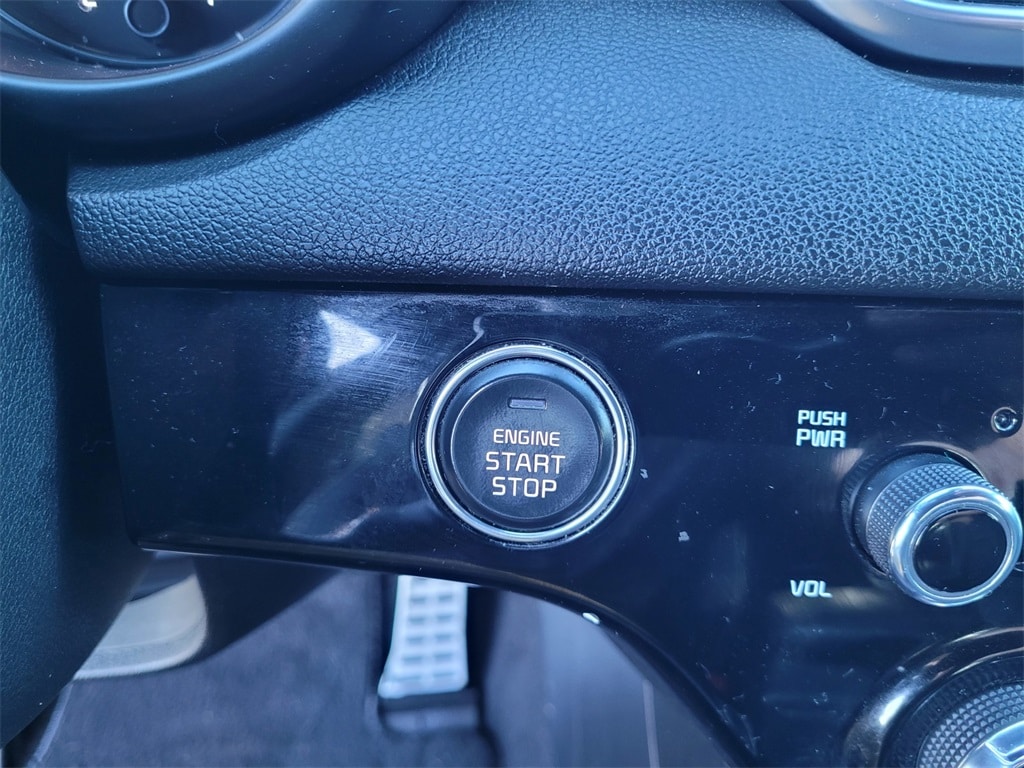 ENGINE
START
STOP
PUSH
PWR
VOL